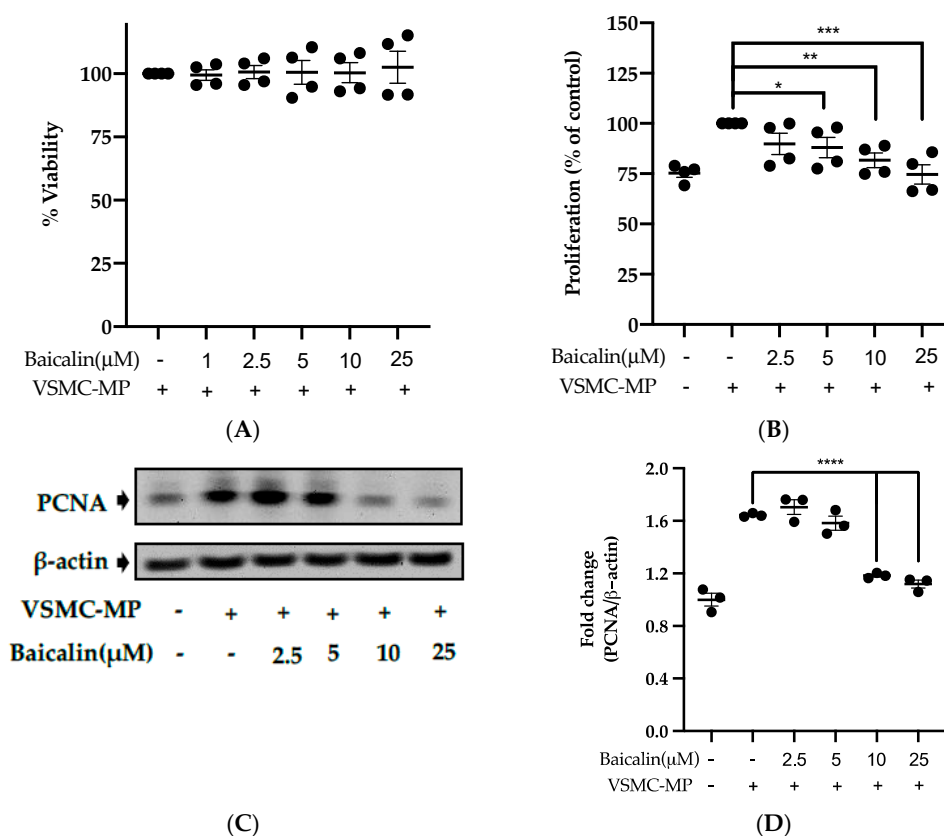 % Viability
125
100
75
50
25
0
Baicalin(μM) - 1 2.5 5 10 25
VSMC-MP + + + + + +
(A)
Proliferation (% of control)
150
125
100
75
50
25
0
***
**
*
Baicalin(μM) - - 2.5 5 10 25
VSMC-MP - + + + + +
(B)
PCNA
β-actin
VSMC-MP - + + + + +
Baicalin(μM) - - 2.5 5 10 25
(C)
Fold change
(PCNA/β-actin)
2.0
1.6
1.2
0.8
0.4
0.0
****
Baicalin(μM) - - 2.5 5 10 25
VSMC-MP - + + + + +
(D)